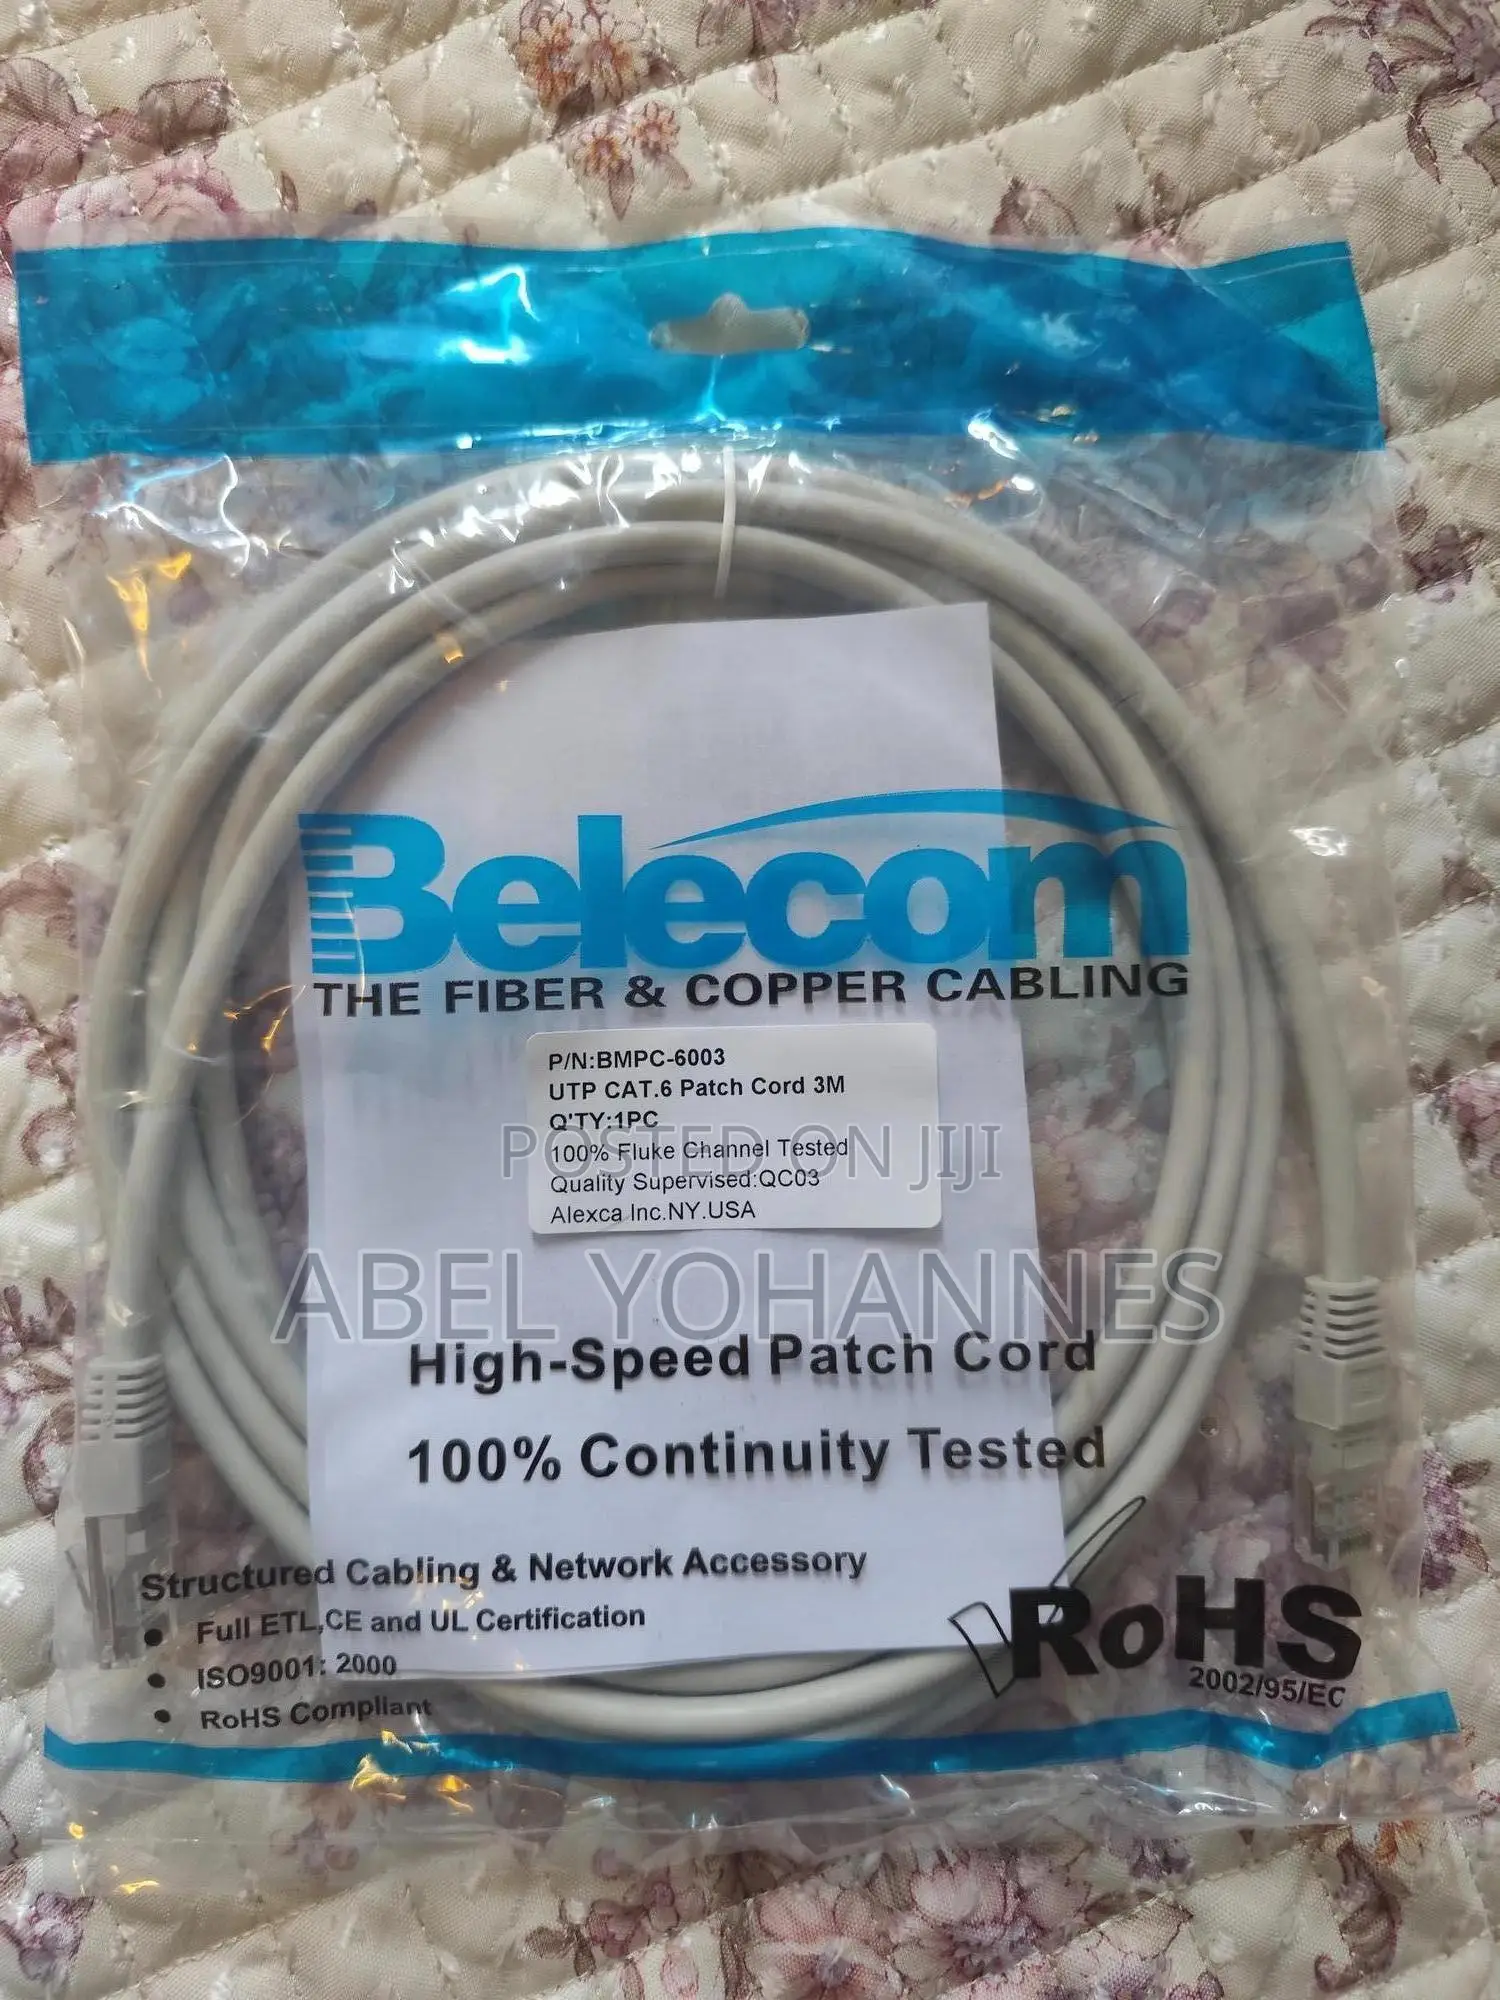 Belecom
THE FIBER & COPPER CABLING
P/N:BMPC-6003
UTP CAT.6 Patch Cord 3M
Q'TY:1PC
100% Fluke Channel Tested
POSTED ON JIJI
Quality Supervised:QC03
Alexca Inc.NY.USA
ABEL YOHANNES
High-Speed Patch Cord
100% Continuity Tested
Structured Cabling & Network Accessory
• Full ETL,CE and UL Certification
• ISO9001: 2000
• RoHS Compliant
RoHS
2002/95/EC